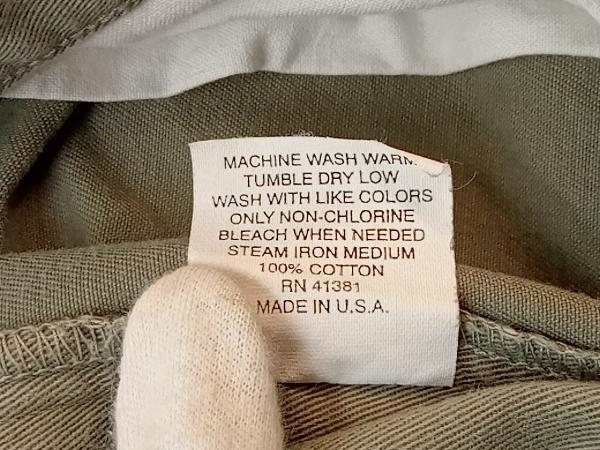 MACHINE WASH WARM
TUMBLE DRY LOW
WASH WITH LIKE COLORS
ONLY NON-CHLORINE
BLEACH WHEN NEEDED
STEAM IRON MEDIUM
100% COTTON
RN 41381
MADE IN U.S.A.